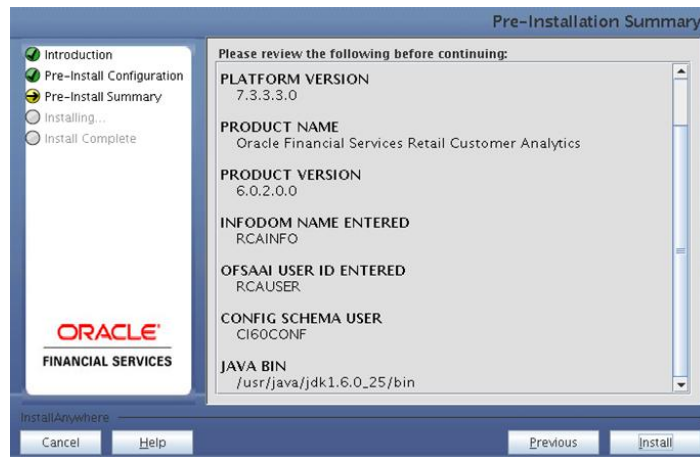 Pre-Installation Summary
Introduction
Pre-Install Configuration
Pre-Install Summary
Installing...
Install Complete
ORACLE'
FINANCIAL SERVICES
Please review the following before continuing:
PLATFORM VERSION
7.3.3.3.0
PRODUCT NAME
Oracle Financial Services Retail Customer Analytics
PRODUCT VERSION
6.0.2.0.0
INFODOM NAME ENTERED
RCAINFO
OFSAAI USER ID ENTERED
RCAUSER
CONFIG SCHEMA USER
CI60CONF
JAVA BIN
/usr/java/jdk1.6.0_25/bin
InstallAnywhere
Cancel
Help
Previous
Install